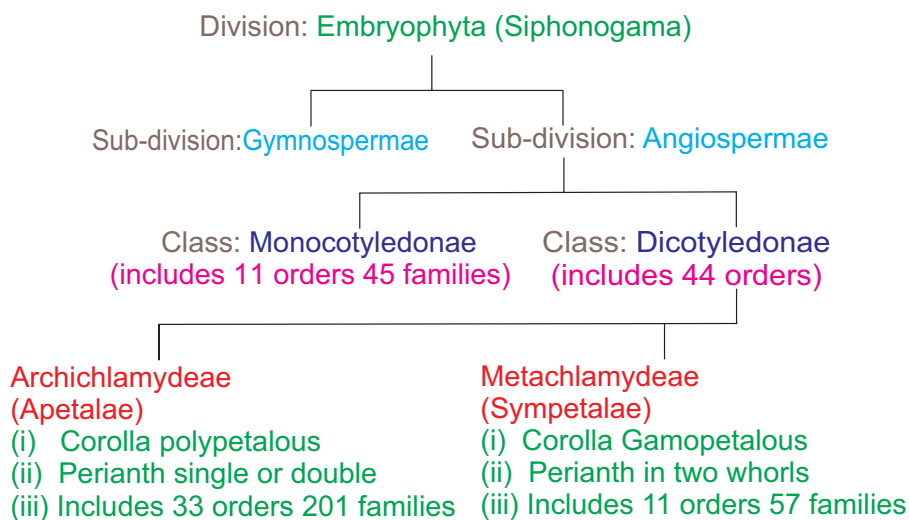 Division: Embryophyta (Siphonogama)
Sub-division:Gymnospermae
Sub-division: Angiospermae
Class: Monocotyledonae
(includes 11 orders 45 families)
Class: Dicotyledonae
(includes 44 orders)
Archichlamydeae
(Apetalae)
(i) Corolla polypetalous
(ii) Perianth single or double
(iii) Includes 33 orders 201 families
Metachlamydeae
(Sympetalae)
(i) Corolla Gamopetalous
(ii) Perianth in two whorls
(iii) Includes 11 orders 57 families